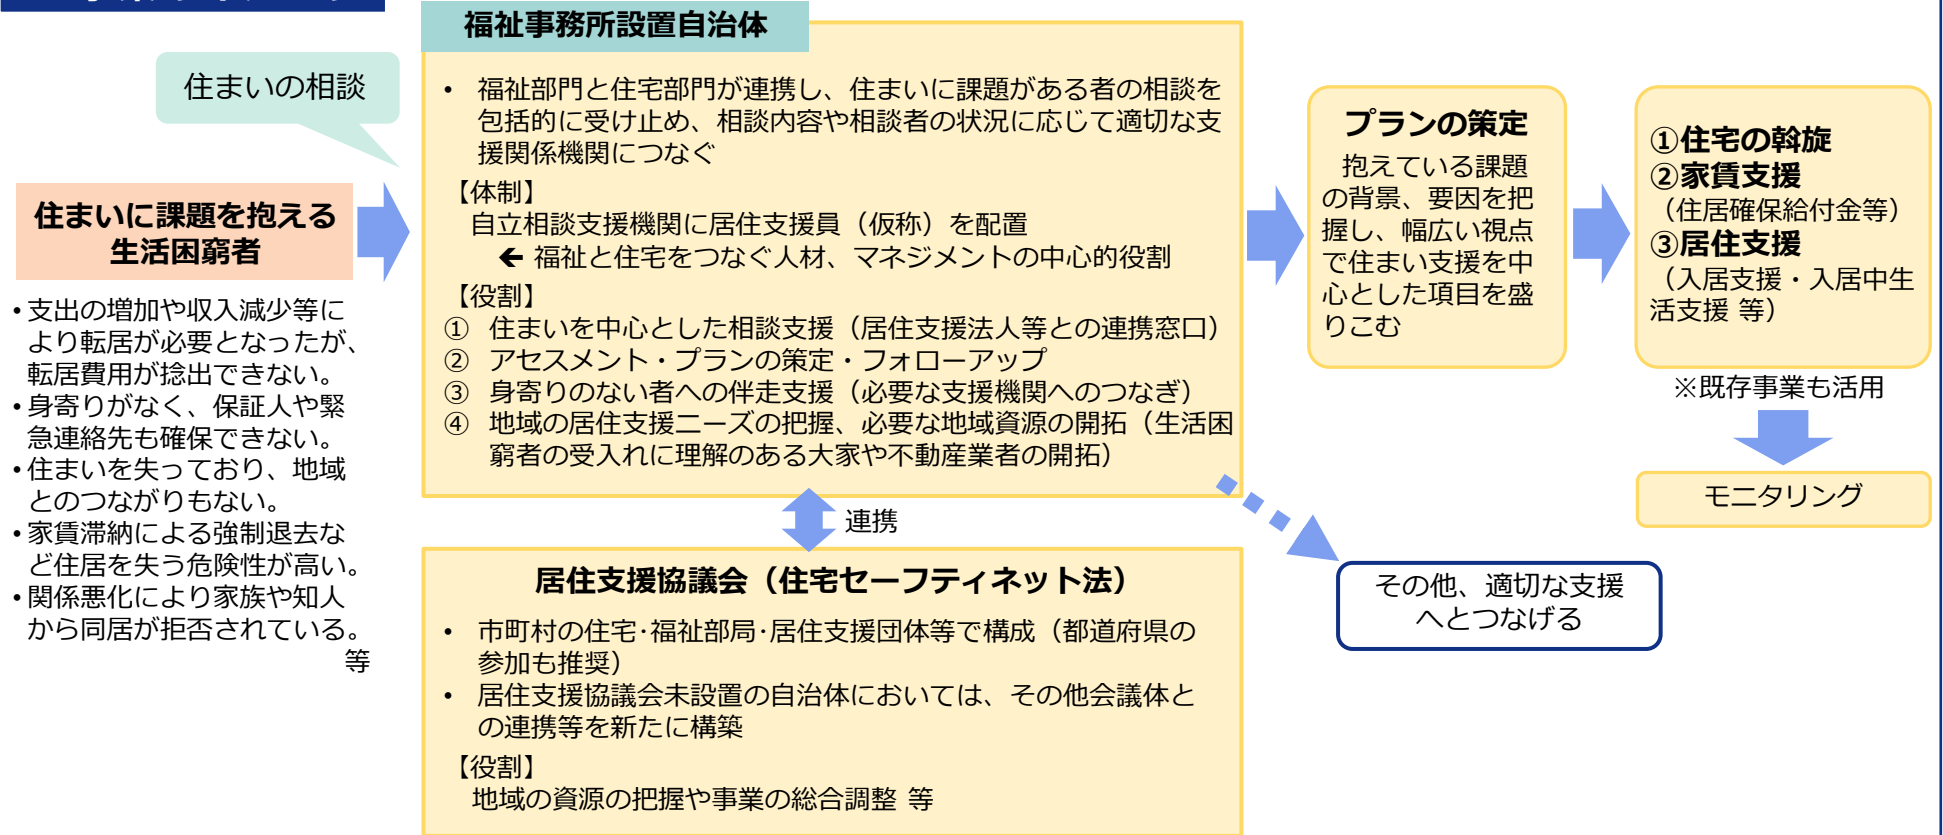 住まいの相談
住まいに課題を抱える
生活困窮者
•支出の増加や収入減少等に
より転居が必要となったが、
転居費用が捻出できない。
•身寄りがなく、保証人や緊
急連絡先も確保できない。
•住まいを失っており、地域
とのつながりもない。
•家賃滞納による強制退去な
ど住居を失う危険性が高い。
•関係悪化により家族や知人
から同居が拒否されている。
等
福祉事務所設置自治体
• 福祉部門と住宅部門が連携し、住まいに課題がある者の相談を
包括的に受け止め、相談内容や相談者の状況に応じて適切な支
援関係機関につなぐ
【体制】
自立相談支援機関に居住支援員（仮称）を配置
← 福祉と住宅をつなぐ人材、マネジメントの中心的役割
【役割】
① 住まいを中心とした相談支援（居住支援法人等との連携窓口）
② アセスメント・プランの策定・フォローアップ
③ 身寄りのない者への伴走支援（必要な支援機関へのつなぎ）
④ 地域の居住支援ニーズの把握、必要な地域資源の開拓（生活困
窮者の受入れに理解のある大家や不動産業者の開拓）
連携
居住支援協議会（住宅セーフティネット法）
• 市町村の住宅･福祉部局･居住支援団体等で構成（都道府県の
参加も推奨）
• 居住支援協議会未設置の自治体においては、その他会議体と
の連携等を新たに構築
【役割】
地域の資源の把握や事業の総合調整 等
プランの策定
抱えている課題
の背景、要因を把
握し、幅広い視点
で住まい支援を中
心とした項目を盛
りこむ
①住宅の斡旋
②家賃支援
（住居確保給付金等）
③居住支援
（入居支援・入居中生
活支援 等）
※既存事業も活用
モニタリング
その他、適切な支援
へとつなげる